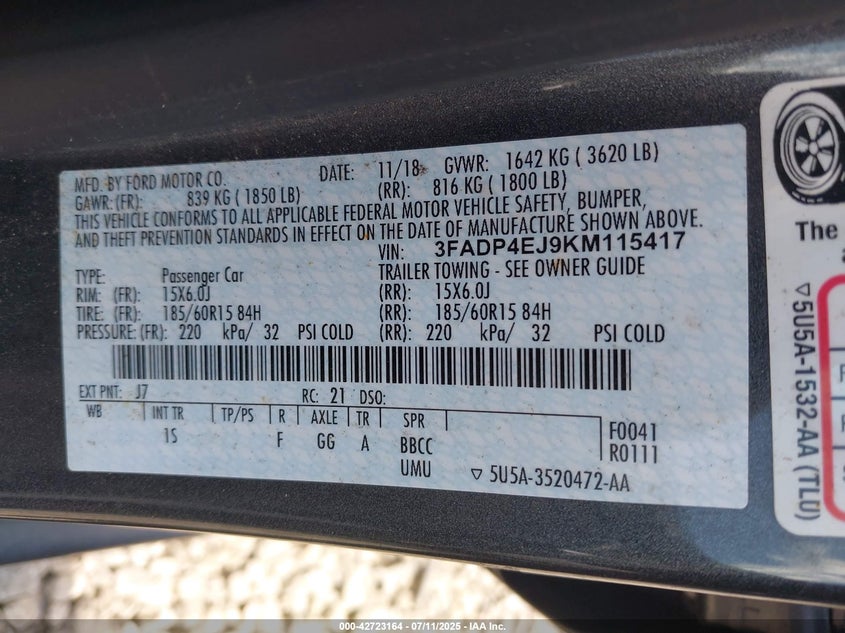 MFD. BY FORD MOTOR CO. DATE: 11/18 GVWR: 1642 KG ( 3620 LB)
GAWR: (FR): 839 KG ( 1850 LB) (RR): 816 KG ( 1800 LB)
THIS VEHICLE CONFORMS TO ALL APPLICABLE FEDERAL MOTOR VEHICLE SAFETY, BUMPER,
AND THEFT PREVENTION STANDARDS IN EFFECT ON THE DATE OF MANUFACTURE SHOWN ABOVE.
VIN: 3FADP4EJ9KM115417
TYPE: Passenger Car TRAILER TOWING - SEE OWNER GUIDE
RIM: (FR): 15X6.0J (RR): 15X6.0J
TIRE: (FR): 185/60R15 84H (RR): 185/60R15 84H
PRESSURE: (FR): 220 kPa/ 32 PSI COLD (RR): 220 kPa/ 32 PSI COLD
EXT PNT: J7 RC: 21 DSO:
WB INT TR TP/PS R AXLE TR SPR
1S F GG A BBCC F0041
UMU R0111
▽ 5U5A-3520472-AA
The
▽ 5U5A-1532-AA (TLU)
000-42723164 | 07/11/2025 - IAA Inc.